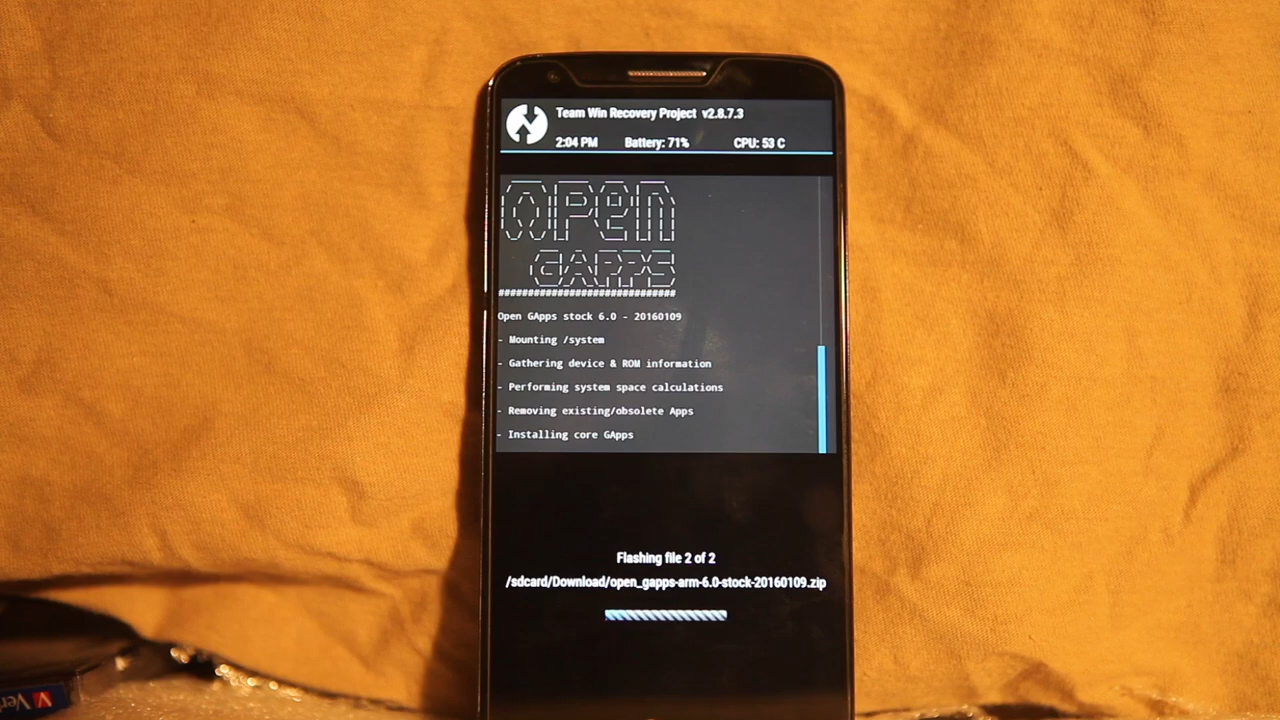 Team Win Recovery Project v2.8.7.3
2:04 PM Battery: 71% CPU: 53 C
OPEN
GAPPS
##############################
Open GApps stock 6.0 - 20160109
- Mounting /system
- Gathering device & ROM information
- Performing system space calculations
- Removing existing/obsolete Apps
- Installing core GApps
Flashing file 2 of 2
/sdcard/Download/open_gapps-arm-6.0-stock-20160109.zip